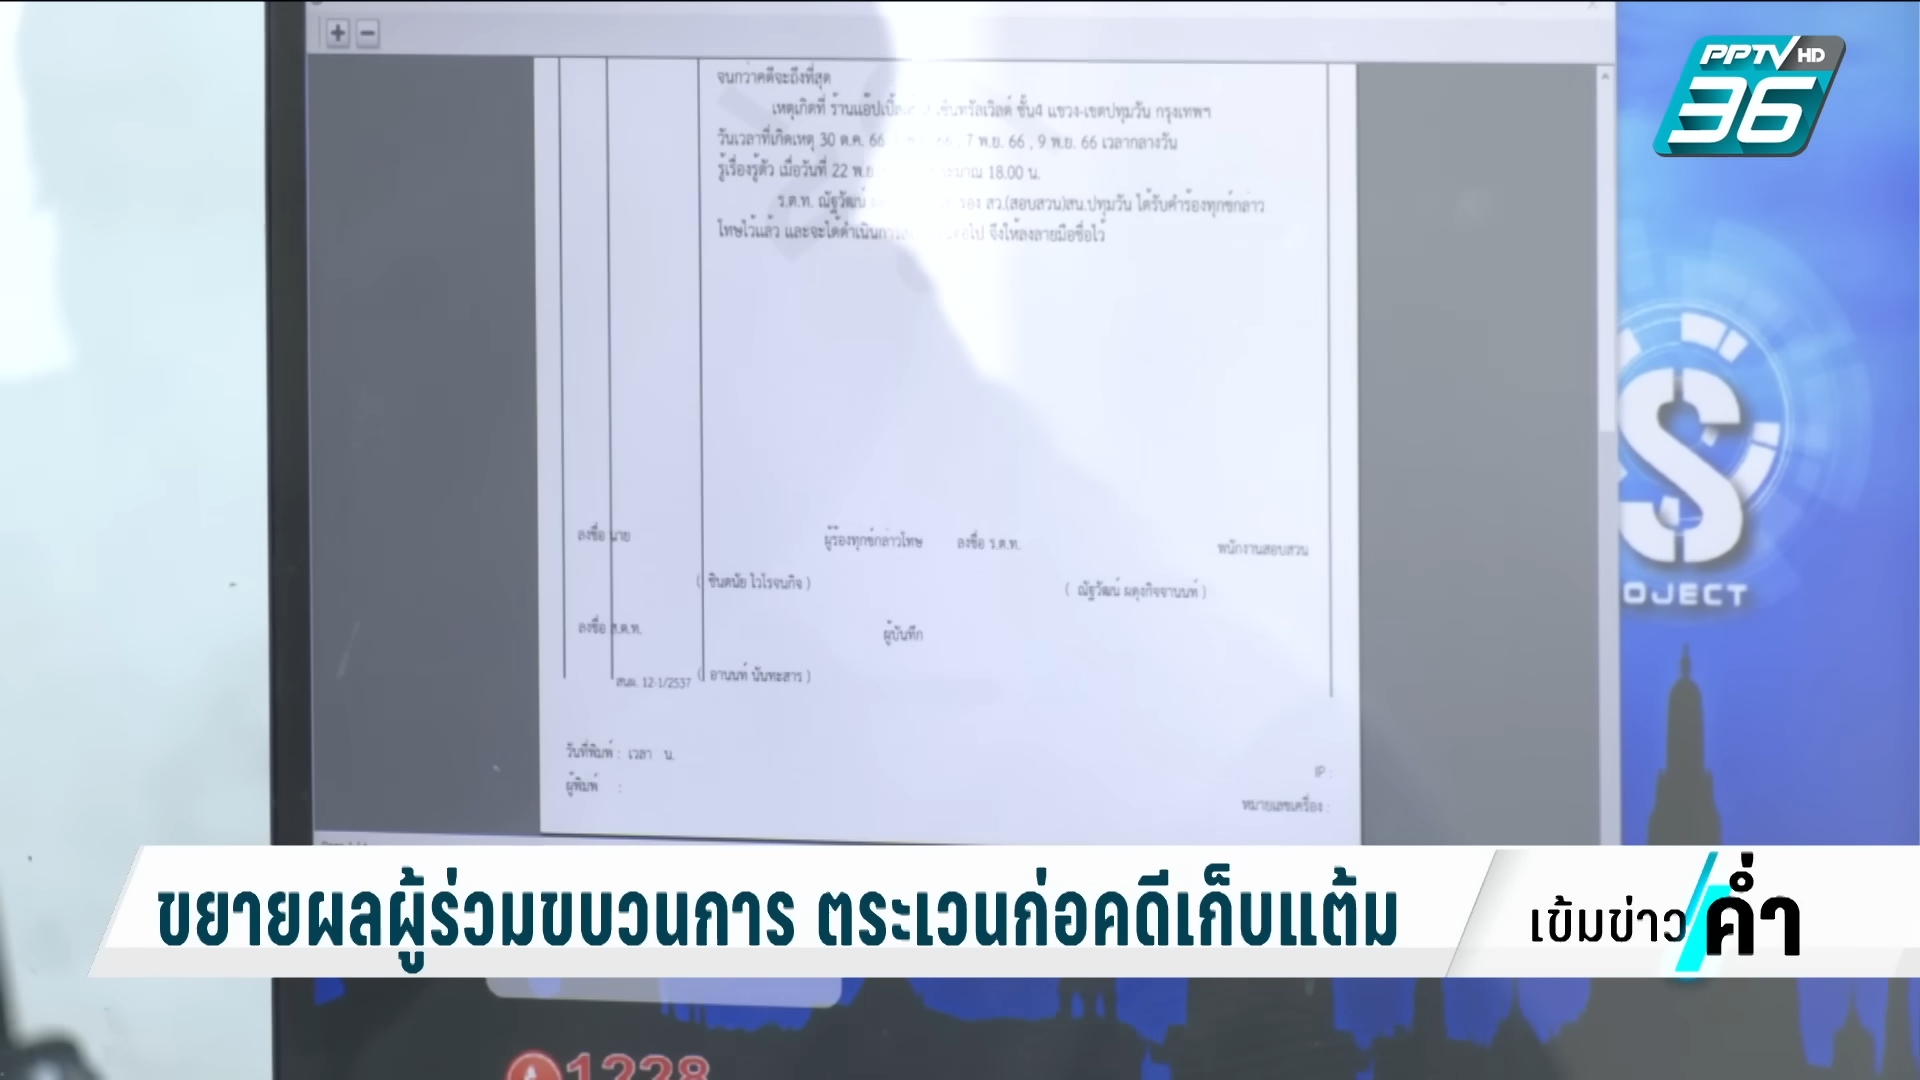 PPTV HD
36
จนกว่าคดีจะถึงที่สุด
เหตุเกิดที่ ร้านแอ๊ปเปิ้ล เซ็นทรัลเวิลด์ ชั้น4 แขวง-เขตปทุมวัน กรุงเทพฯ
วันเวลาที่เกิดเหตุ 30 ต.ค. 66 66 , 7 พ.ย. 66 , 9 พ.ย. 66 เวลากลางวัน
รู้เรื่องรู้ตัว เมื่อวันที่ 22 พ.ย. 18.00 น.
ร.ต.ท. ณัฐวัฒน์ รอง สว.(สอบสวน)สน.ปทุมวัน ได้รับคำร้องทุกข์กล่าว
โทษไว้แล้ว และจะได้ดำเนินการ ต่อไป จึงให้ลงลายมือชื่อไว้
ลงชื่อ นาย ผู้ร้องทุกข์กล่าวโทษ ลงชื่อ ร.ต.ท. พนักงานสอบสวน
( ชินดนัย ไวโรจนกิจ ) ( ณัฐวัฒน์ ผดุงกิจจานนท์ )
ลงชื่อ ส.ต.ท. ผู้บันทึก
( อานนท์ นันทะสาร )
สนผ. 12-1/2537
วันที่พิมพ์ : เวลา น.
IP :
ผู้พิมพ์ :
หมายเลขเครื่อง :
S
OJECT
ขยายผลผู้ร่วมขบวนการ ตระเวนก่อคดีเก็บแต้ม
เข้มข่าวค่ำ
1228